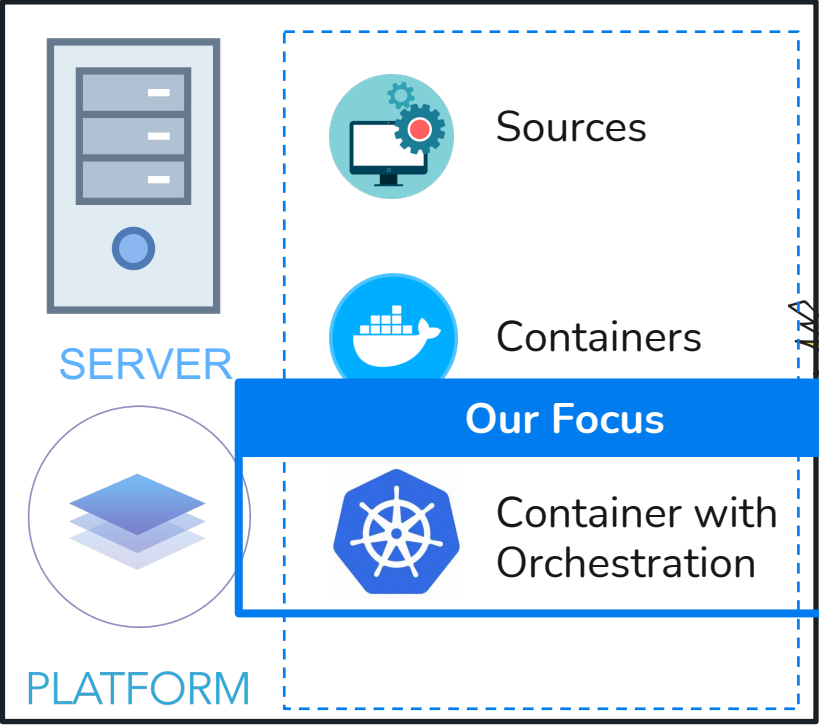 Sources
SERVER
Containers
Our Focus
Container with
Orchestration
PLATFORM